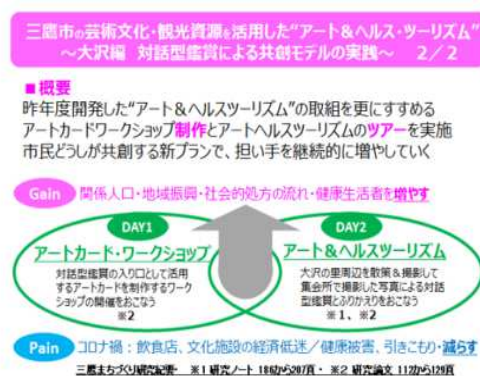 三鷹市の芸術文化・観光資源を活用した“アート&ヘルス・ツーリズム”
～大沢編　対話型鑑賞による共創モデルの実践～　2／2
■概要
昨年度開発した“アート&ヘルスツーリズム”の取組を更にすすめる
アートカードワークショップ制作とアートヘルスツーリズムのツアーを実施
市民どうしが共創する新プランで、担い手を継続的に増やしていく
Gain 関係人口・地域振興・社会的処方の流れ・健康生活者を増やす
DAY1
アートカード・ワークショップ
対話型鑑賞の入り口として活用
するアートカードを制作するワーク
ショップの開催をおこなう
※2
DAY2
アート&ヘルスツーリズム
大沢の里周辺を散策&撮影して
集会所で撮影した写真による対話
型鑑賞とふりかえりをおこなう
※1、※2
Pain コロナ禍：飲食店、文化施設の経済低迷／健康被害、引きこもり・減らす
三鷹まちづくり研究紀要・ ※1 研究ノート 186から207頁・ ※2 研究論文 112から129頁